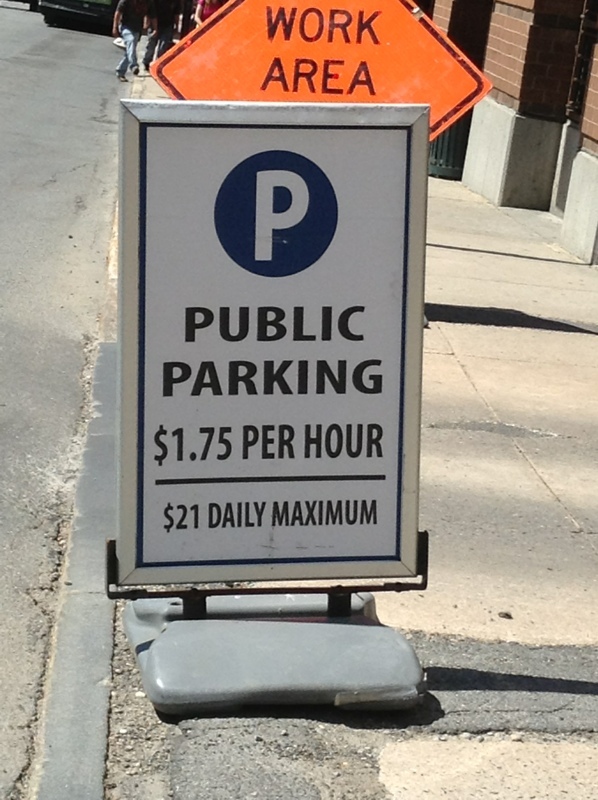 WORK
AREA
P
PUBLIC
PARKING
$1.75 PER HOUR
$21 DAILY MAXIMUM